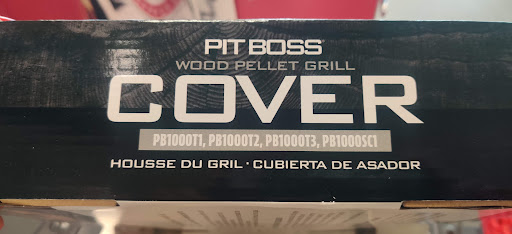 PIT BOSS
WOOD PELLET GRILL
COVER
PB1000T1, PB1000T2, PB1000T3, PB1000SC1
HOUSSE DU GRIL · CUBIERTA DE ASADOR